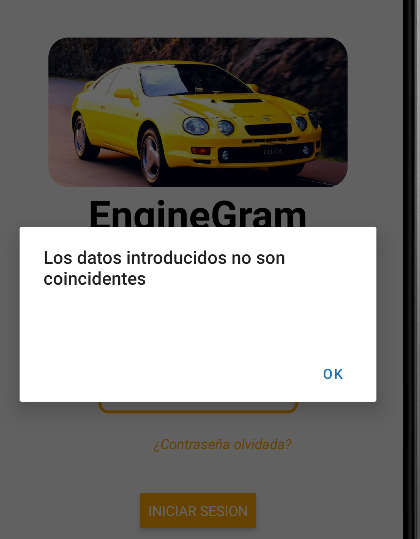 EngineGram
Los datos introducidos no son
coincidentes
OK
¿Contraseña olvidada?
INICIAR SESION